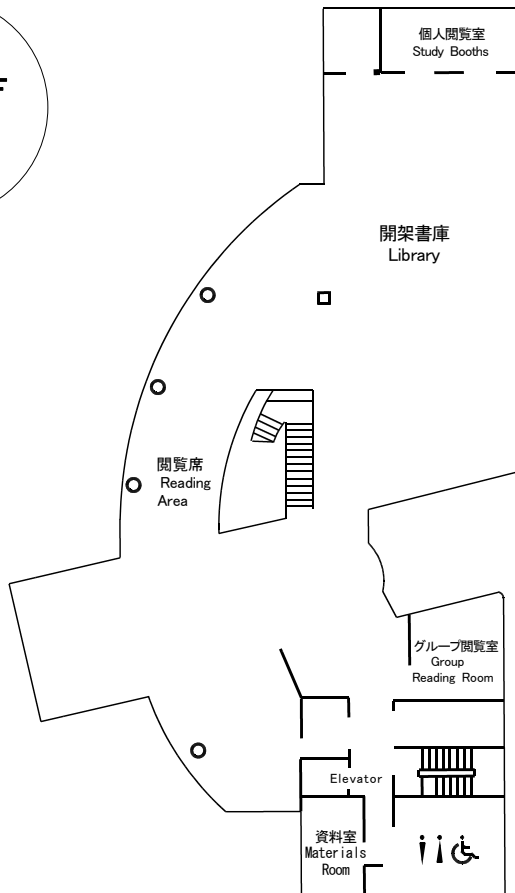 個人閲覧室
Study Booths
開架書庫
Library
閲覧席
Reading
Area
グループ閲覧室
Group
Reading Room
Elevator
資料室
Materials
Room